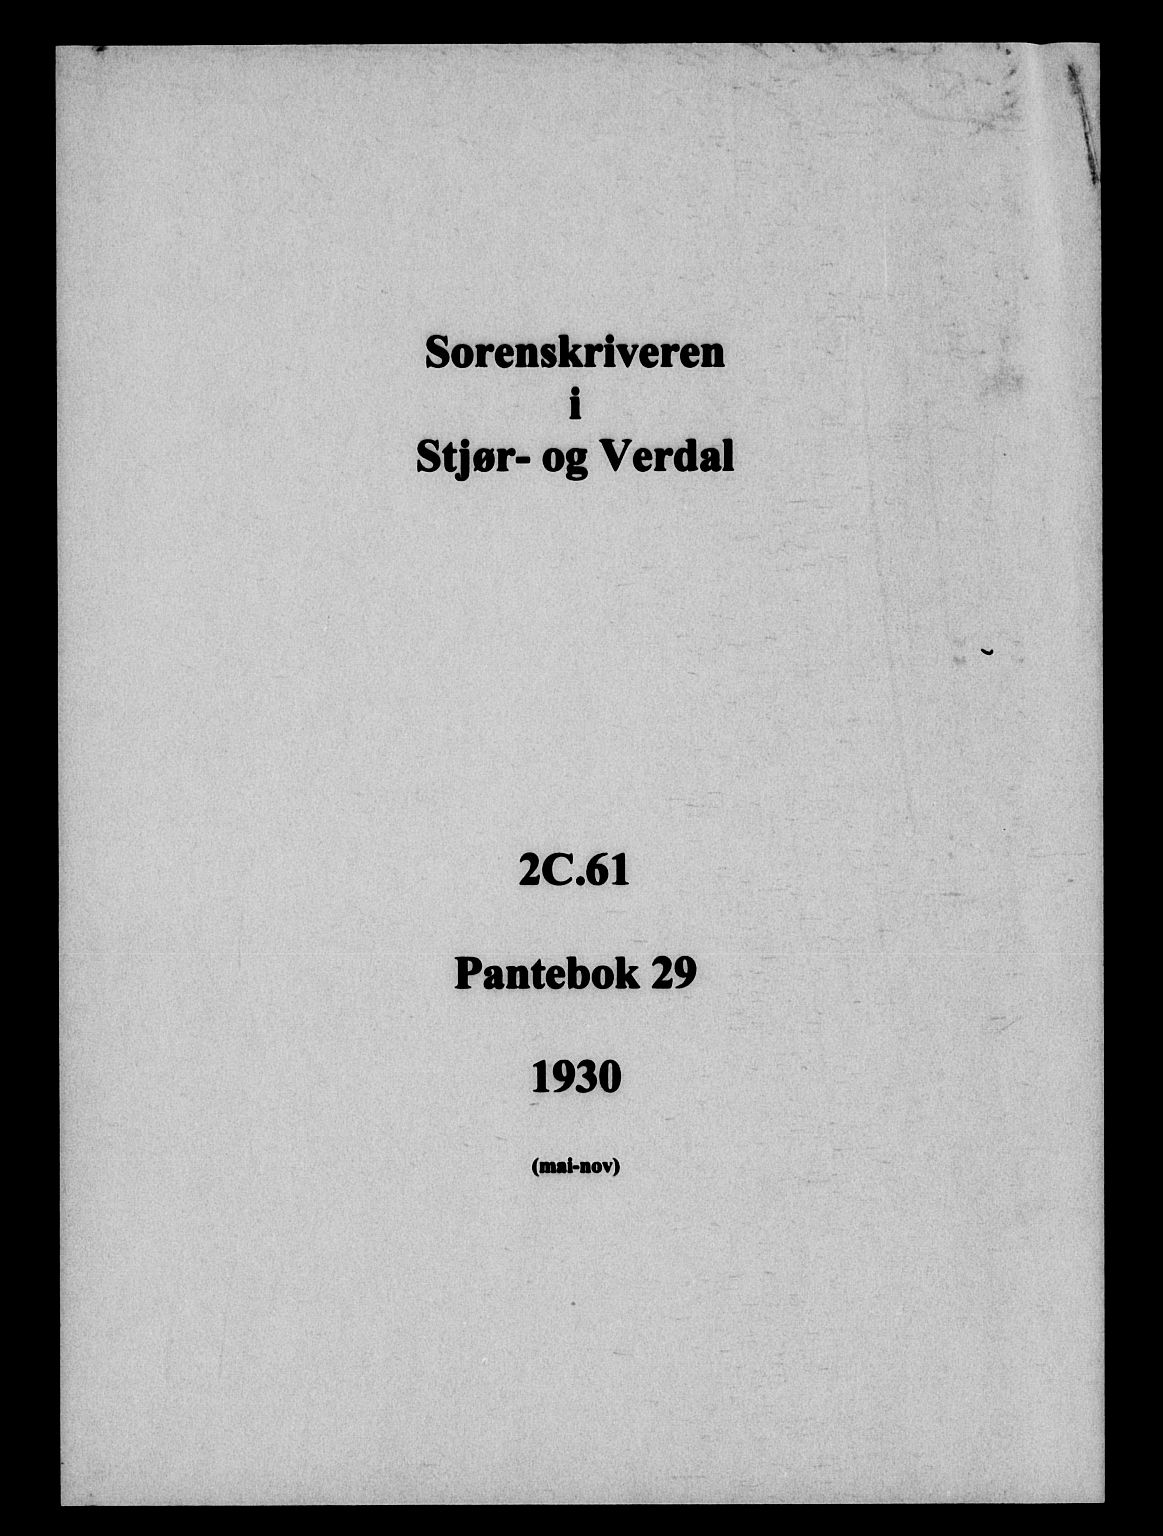 Sorenskriveren
i
Stjør- og Verdal
2C.61
Pantebok 29
1930
(mai-nov)